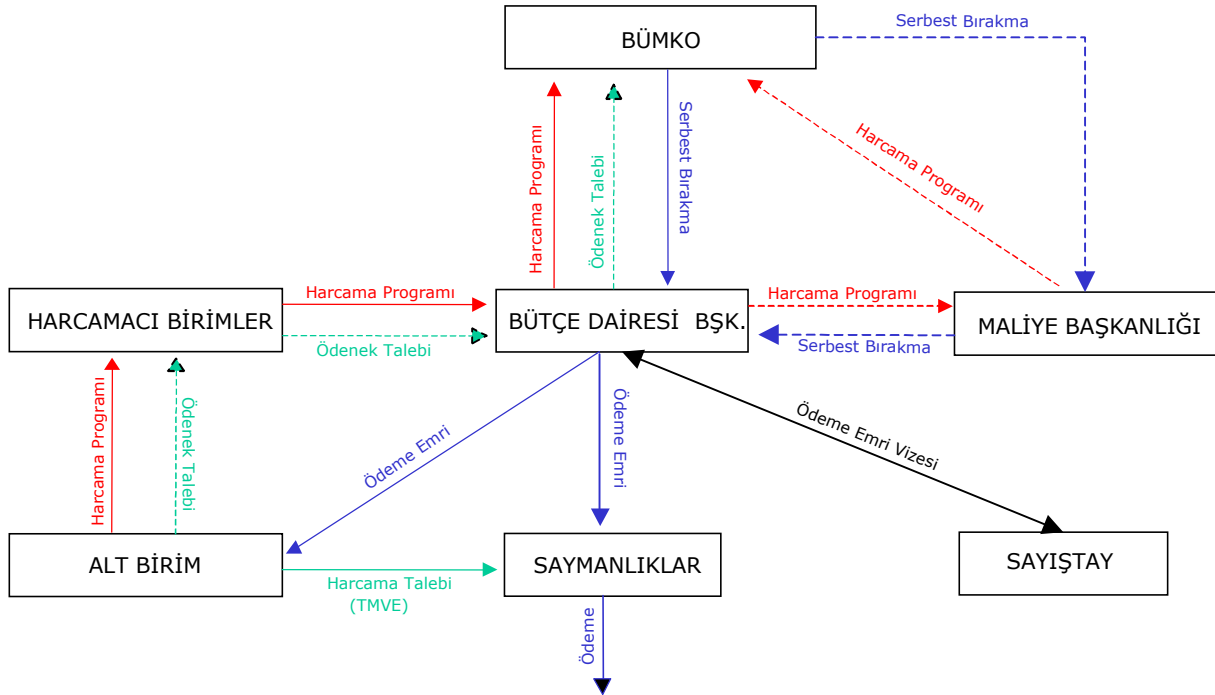 Serbest Bırakma
BÜMKO
Harcama Programı
Ödenek Talebi
Serbest Bırakma
Harcama Programı
Harcama Programı
Harcama Programı
HARCAMACI BİRİMLER
BÜTÇE DAİRESİ BŞK.
MALİYE BAŞKANLIĞI
Ödenek Talebi
Serbest Bırakma
Harcama Programı
Ödenek Talebi
Ödeme Emri
Ödeme Emri
Ödeme Emri Vizesi
ALT BİRİM
SAYMANLIKLAR
SAYIŞTAY
Harcama Talebi
(TMVE)
Ödeme